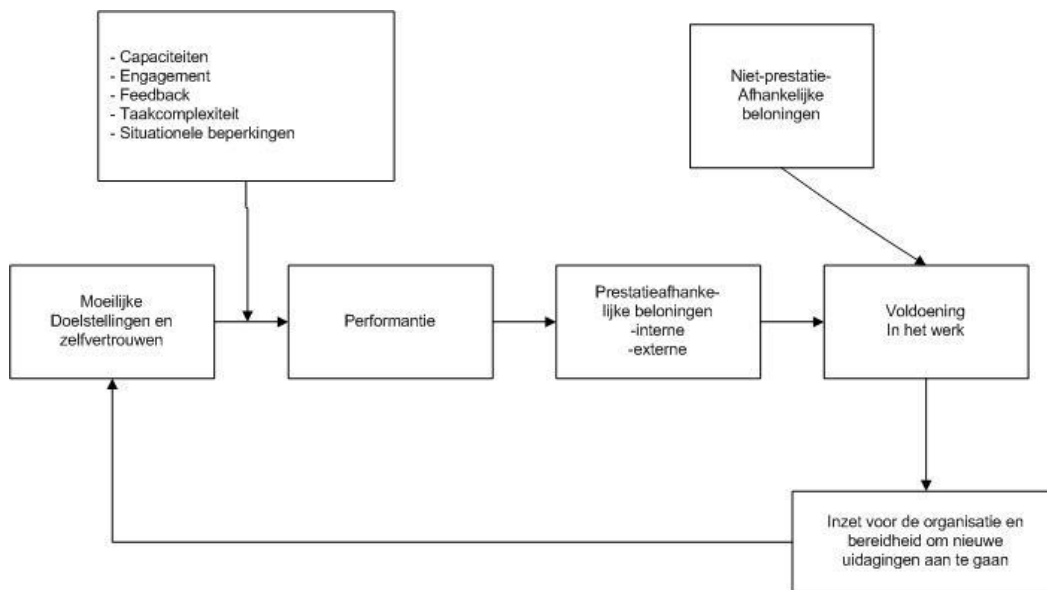 - Capaciteiten
- Engagement
- Feedback
- Taakcomplexiteit
- Situationele beperkingen
Niet-prestatie-
Afhankelijke
beloningen
Moeilijke
Doelstellingen en
zelfvertrouwen
Performantie
Prestatieafhanke-
lijke beloningen
-interne
-externe
Voldoening
In het werk
Inzet voor de organisatie en
bereidheid om nieuwe
uidagingen aan te gaan